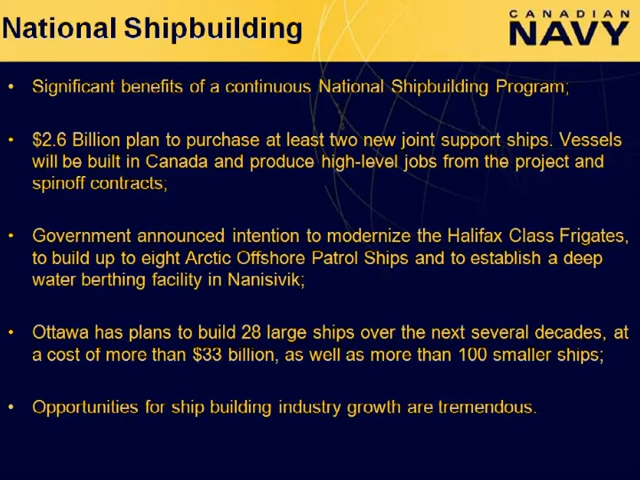 National Shipbuilding
CANADIAN
NAVY
• Significant benefits of a continuous National Shipbuilding Program;
• $2.6 Billion plan to purchase at least two new joint support ships. Vessels
will be built in Canada and produce high-level jobs from the project and
spinoff contracts;
• Government announced intention to modernize the Halifax Class Frigates,
to build up to eight Arctic Offshore Patrol Ships and to establish a deep
water berthing facility in Nanisivik;
• Ottawa has plans to build 28 large ships over the next several decades, at
a cost of more than $33 billion, as well as more than 100 smaller ships;
• Opportunities for ship building industry growth are tremendous.